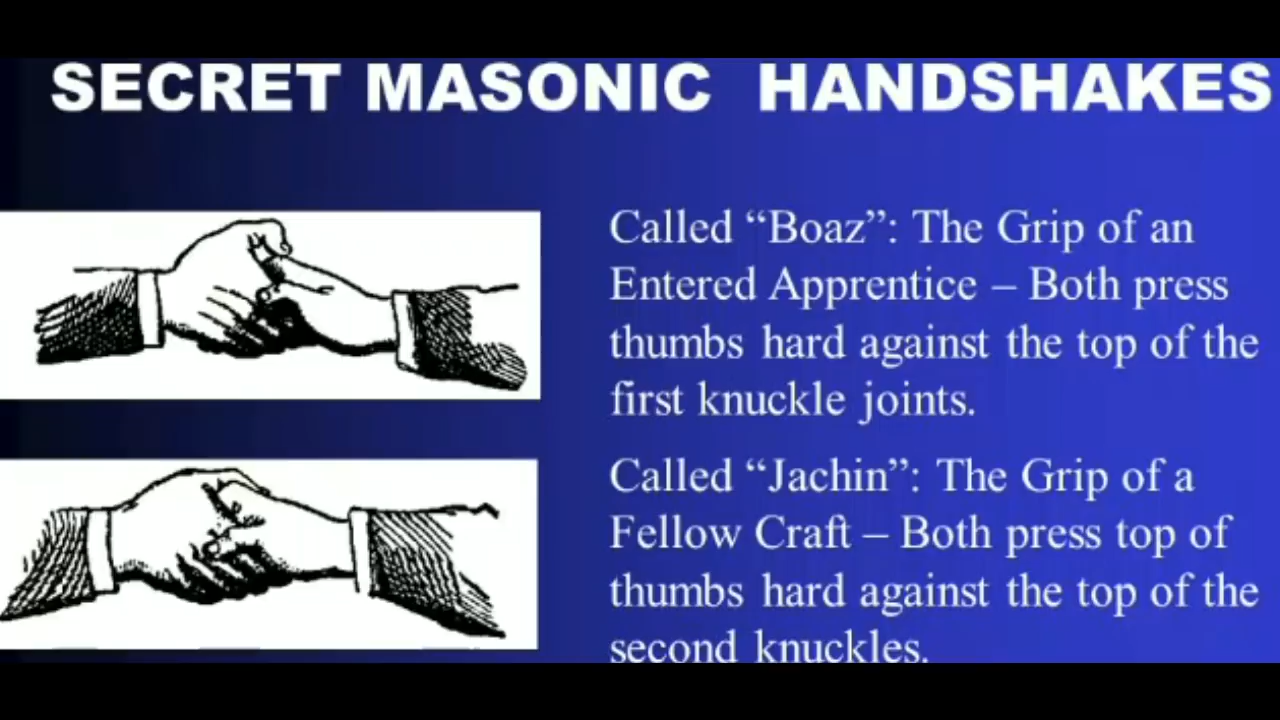 SECRET MASONIC HANDSHAKES
Called “Boaz”: The Grip of an
Entered Apprentice – Both press
thumbs hard against the top of the
first knuckle joints.
Called “Jachin”: The Grip of a
Fellow Craft – Both press top of
thumbs hard against the top of the
second knuckles.